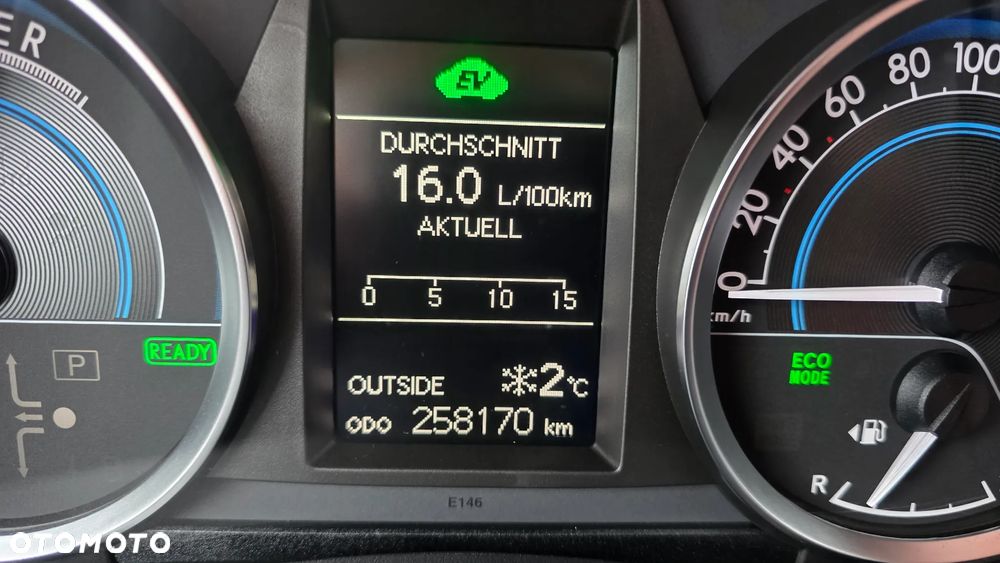 ER
EV
DURCHSCHNITT
16.0 L/100km
AKTUELL
0 5 10 15
OUTSIDE 2°C
ODO 258170 km
READY
P
0 20 40 60 80 100
km/h
ECO
MODE
R
E146
OTOMOTO